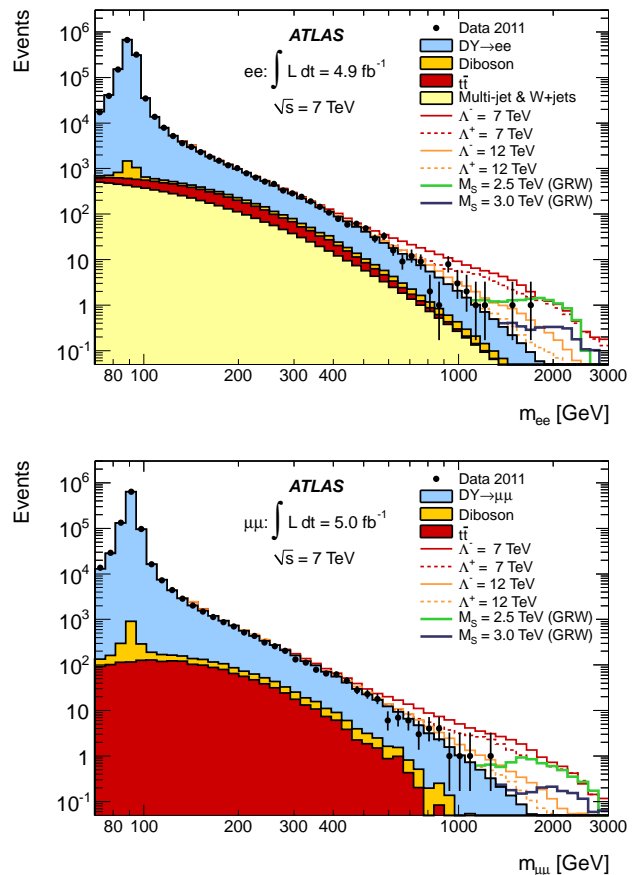 Events
10⁶
10⁵
10⁴
10³
10²
10
1
10⁻¹
ATLAS
ee: ∫ L dt = 4.9 fb⁻¹
√s = 7 TeV
Data 2011
DY→ee
Diboson
tt̄
Multi-jet & W+jets
Λ⁻ = 7 TeV
Λ⁺ = 7 TeV
Λ⁻ = 12 TeV
Λ⁺ = 12 TeV
M_S = 2.5 TeV (GRW)
M_S = 3.0 TeV (GRW)
80 100 200 300 400 1000 2000 3000
m_ee [GeV]
Events
10⁶
10⁵
10⁴
10³
10²
10
1
10⁻¹
ATLAS
μμ: ∫ L dt = 5.0 fb⁻¹
√s = 7 TeV
Data 2011
DY→μμ
Diboson
tt̄
Λ⁻ = 7 TeV
Λ⁺ = 7 TeV
Λ⁻ = 12 TeV
Λ⁺ = 12 TeV
M_S = 2.5 TeV (GRW)
M_S = 3.0 TeV (GRW)
80 100 200 300 400 1000 2000 3000
m_μμ [GeV]